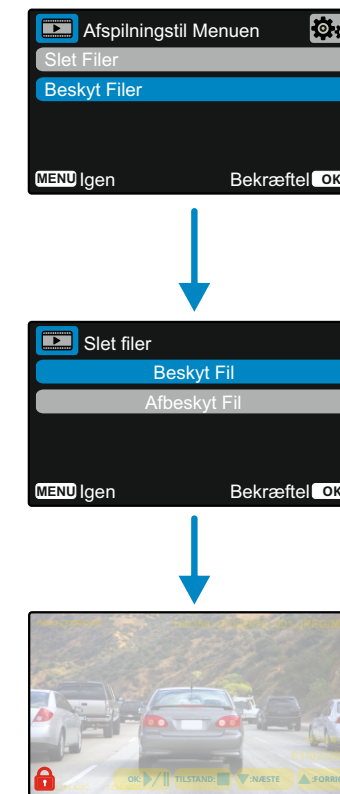 Afspilningstil Menuen
Slet Filer
Beskyt Filer
MENU Igen Bekræftel OK
Slet filer
Beskyt Fil
Afbeskyt Fil
MENU Igen Bekræftel OK
OK: TILSTAND: :NÆSTE